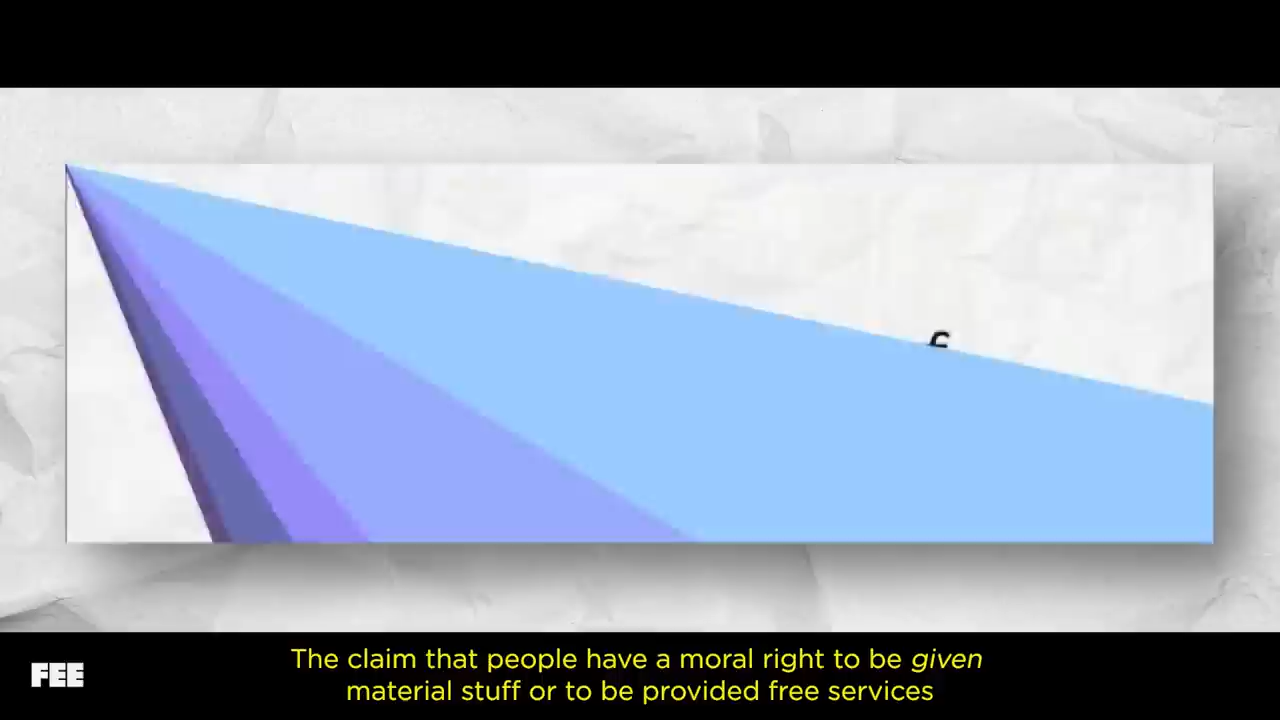 The claim that people have a moral right to be given
material stuff or to be provided free services
FEE